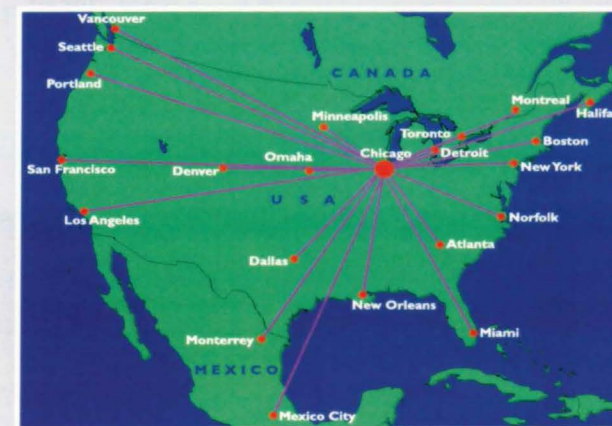 Vancouver
Seattle
Portland
CANADA
Minneapolis
Montreal
Halifa
Toronto
Boston
Chicago
Detroit
Omaha
San Francisco
Denver
New York
USA
Los Angeles
Norfolk
Atlanta
Dallas
New Orleans
Monterrey
Miami
MEXICO
Mexico City